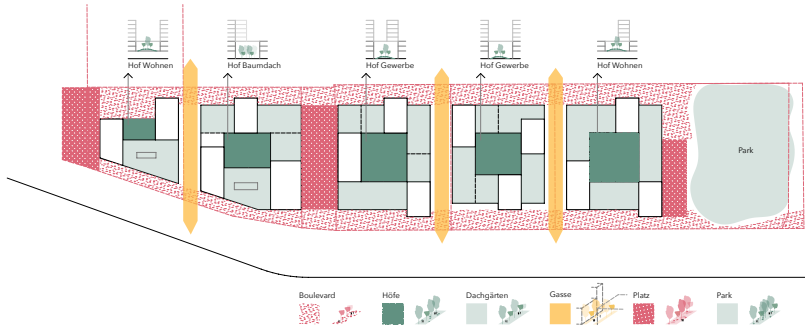 Hof Wohnen
Hof Baumdach
Hof Gewerbe
Hof Gewerbe
Hof Wohnen
Park
Boulevard
Höfe
Dachgärten
Gasse
Platz
Park